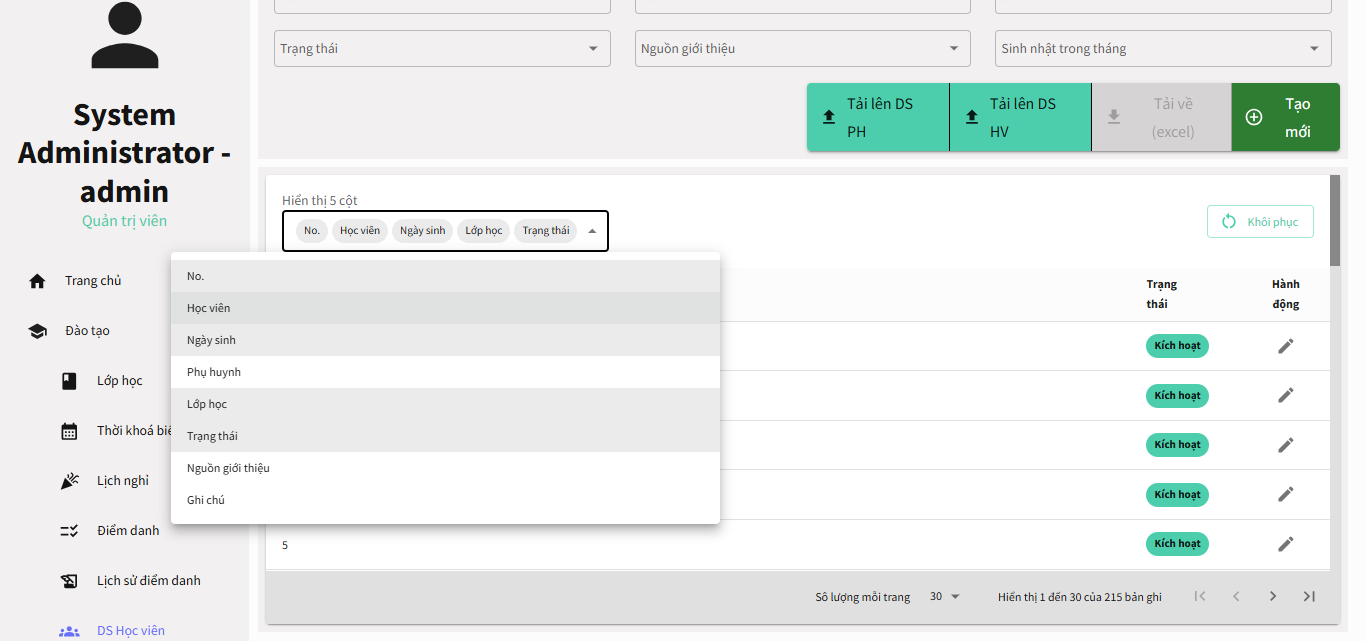 System
Administrator -
admin
Quản trị viên
Trang chủ
Đào tạo
Lớp học
Thời khoá biể
Lịch nghỉ
Điểm danh
Lịch sử điểm danh
DS Học viên
Trạng thái
Nguồn giới thiệu
Sinh nhật trong tháng
Tải lên DS
PH
Tải lên DS
HV
Tải về
(excel)
Tạo
mới
Hiển thị 5 cột
No.
Học viên
Ngày sinh
Lớp học
Trạng thái
Khôi phục
No.
Học viên
Ngày sinh
Phụ huynh
Lớp học
Trạng thái
Nguồn giới thiệu
Ghi chú
Trạng
thái
Hành
động
Kích hoạt
Kích hoạt
Kích hoạt
Kích hoạt
5
Kích hoạt
Số lượng mỗi trang
30
Hiển thị 1 đến 30 của 215 bản ghi